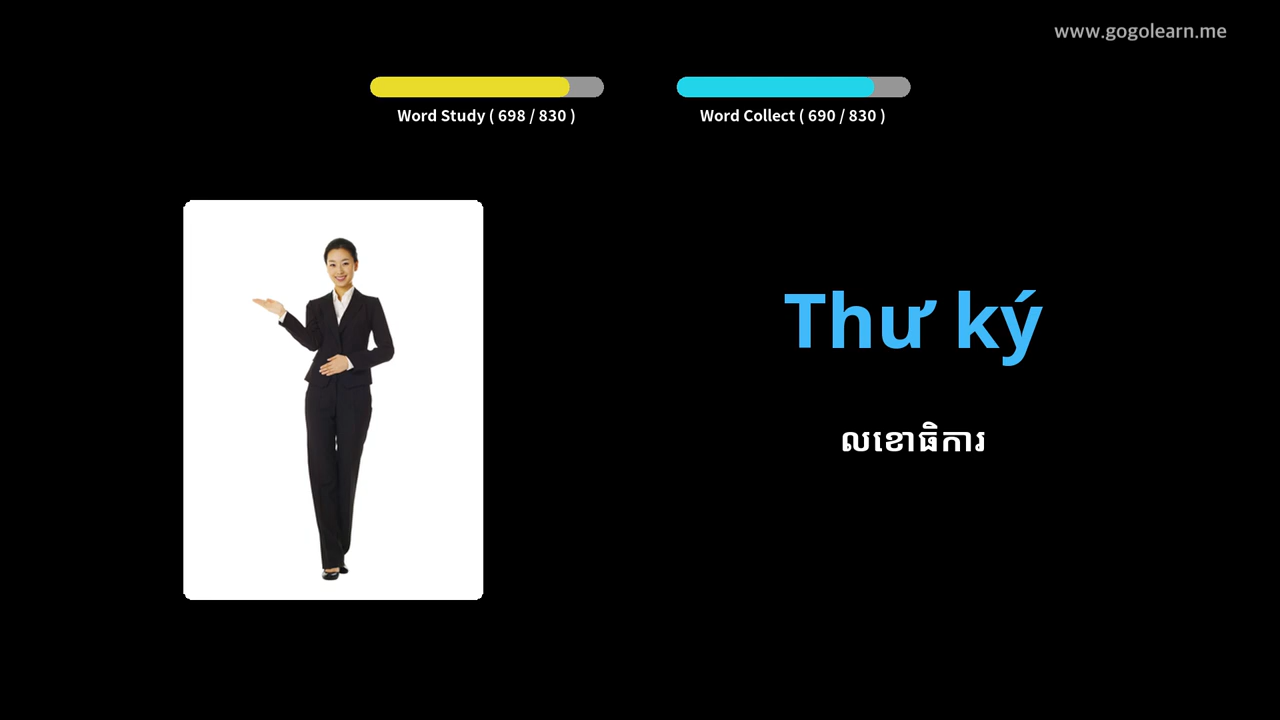 www.gogolearn.me
Word Study ( 698 / 830 )
Word Collect ( 690 / 830 )
Thư ký
លខោធិការ